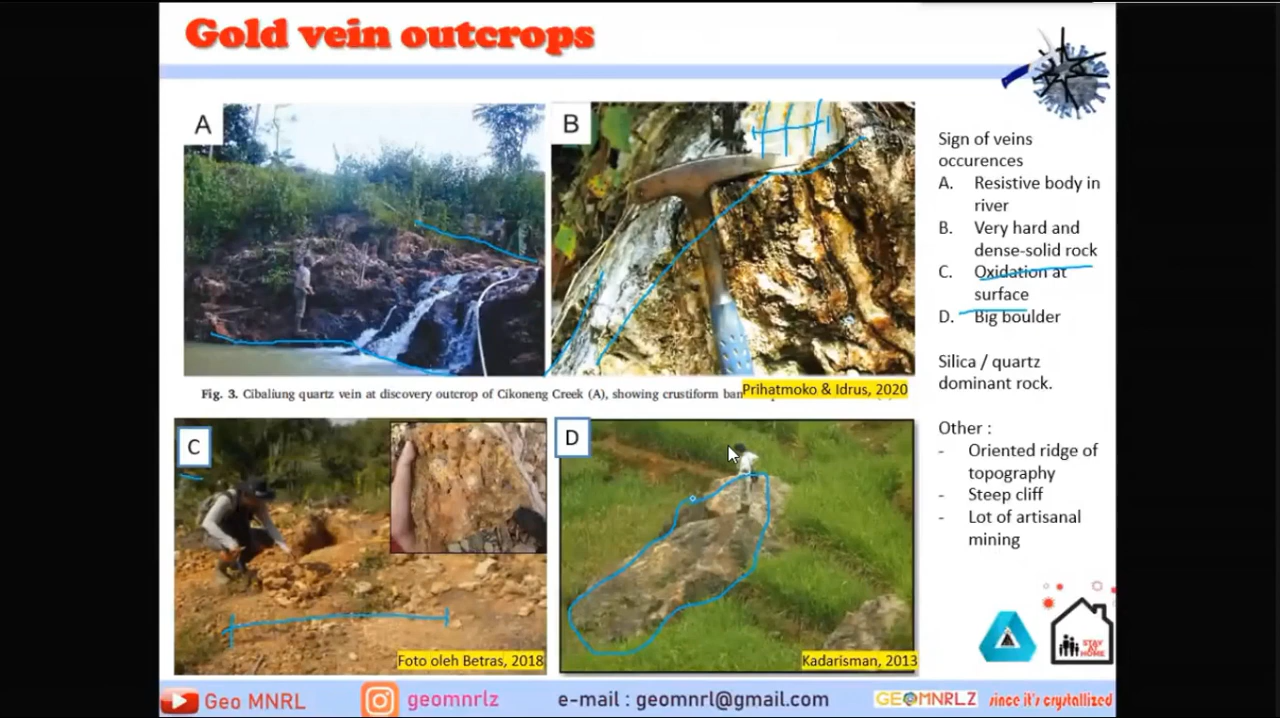 Gold vein outcrops
A
B
Sign of veins
occurences
A. Resistive body in
river
B. Very hard and
dense-solid rock
C. Oxidation at
surface
D. Big boulder
Silica / quartz
dominant rock.
Other :
- Oriented ridge of
topography
- Steep cliff
- Lot of artisanal
mining
Prihatmoko & Idrus, 2020
Fig. 3. Cibaliung quartz vein at discovery outcrop of Cikoneng Creek (A), showing crustiform
C
D
Foto oleh Betras, 2018
Kadarisman, 2013
STAY
AT
HOME
Geo MNRL
geomnrlz
e-mail : geomnrl@gmail.com
GEOMNRLZ
since it's crystallized